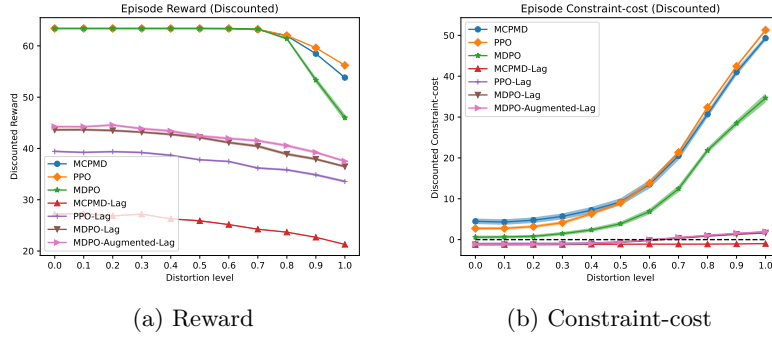 Episode Reward (Discounted)
Discounted Reward
60
50
40
30
20
MCPMD
PPO
MDPO
MCPMD-Lag
PPO-Lag
MDPO-Lag
MDPO-Augmented-Lag
0.0 0.1 0.2 0.3 0.4 0.5 0.6 0.7 0.8 0.9 1.0
Distortion level
(a) Reward
Episode Constraint-cost (Discounted)
Discounted Constraint-cost
50
40
30
20
10
0
MCPMD
PPO
MDPO
MCPMD-Lag
PPO-Lag
MDPO-Lag
MDPO-Augmented-Lag
0.0 0.1 0.2 0.3 0.4 0.5 0.6 0.7 0.8 0.9 1.0
Distortion level
(b) Constraint-cost